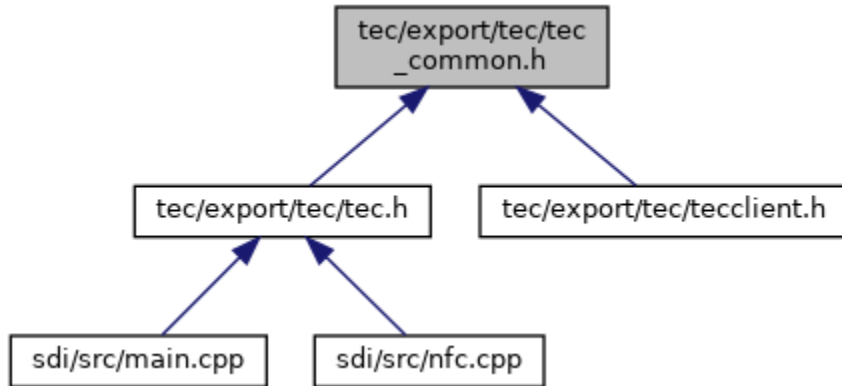 tec/export/tec/tec
_common.h
tec/export/tec/tec.h
tec/export/tec/tecclient.h
sdi/src/main.cpp
sdi/src/nfc.cpp